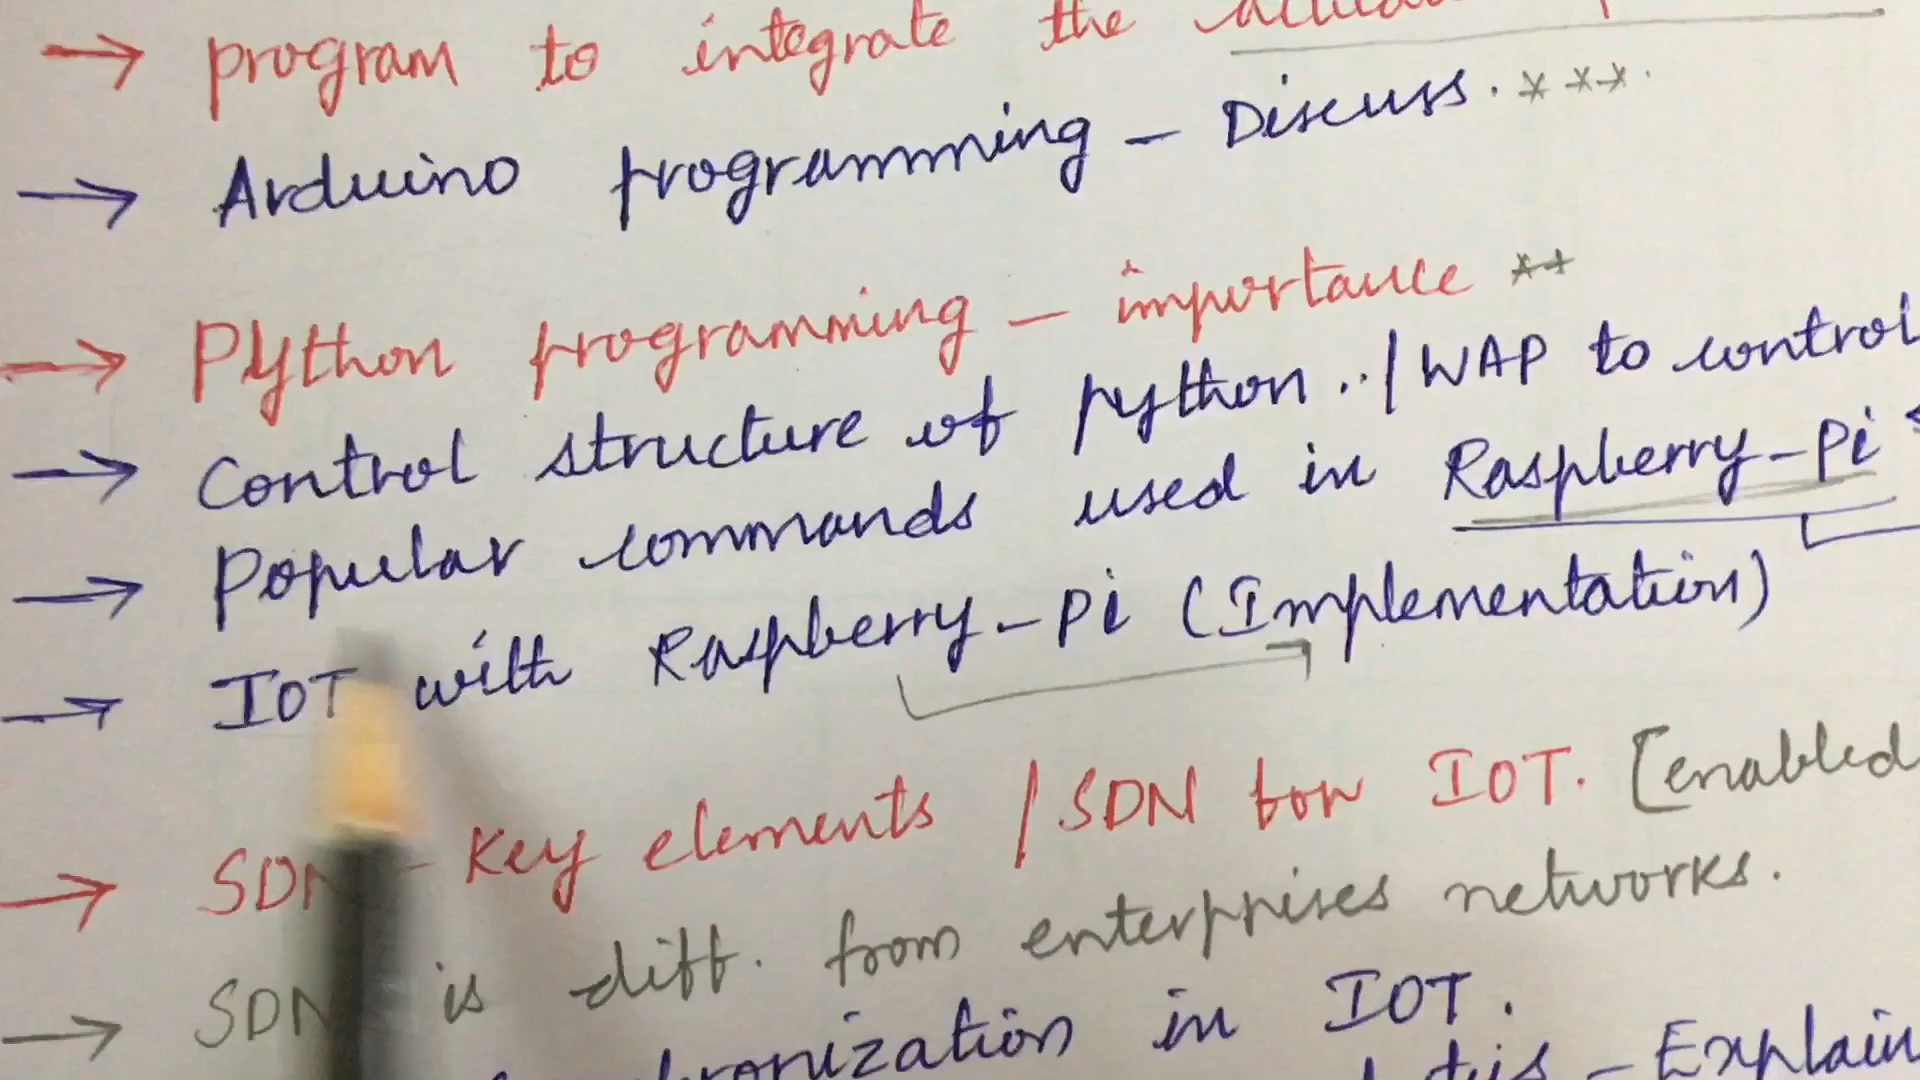 → program to integrate the
→ Arduino programming - Discuss. ***.
→ Python programming - importance **
→ Control structure of python../WAP to control
→ Popular commands used in Raspberry-Pi
→ IOT with Raspberry-Pi (Implementation)
→ SDN - Key elements /SDN for IOT. [enabled
→ SDN is diff. from enterprises networks.
in IOT.
- Explain